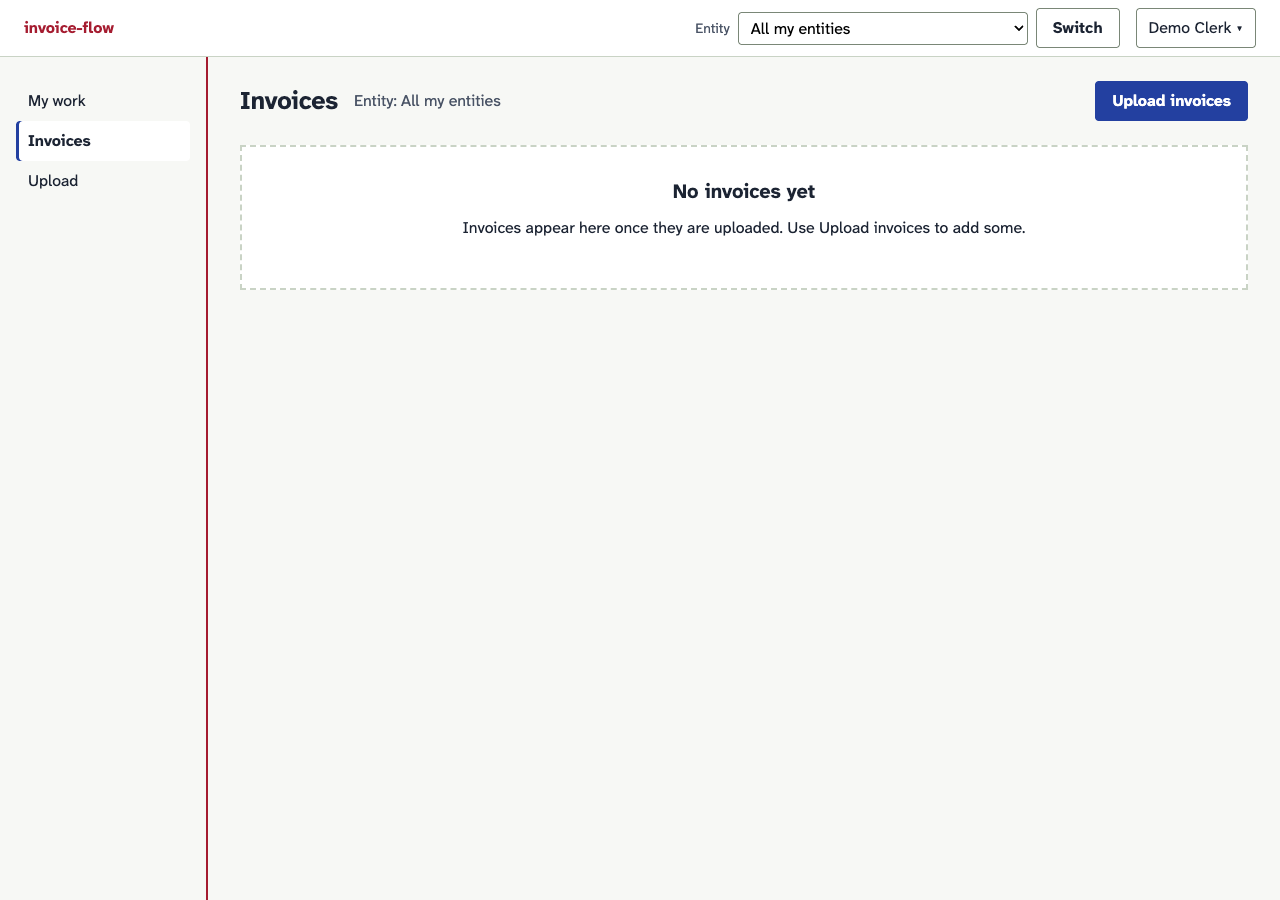 invoice-flow
Entity All my entities Switch Demo Clerk ▾
My work
Invoices
Upload
Invoices Entity: All my entities Upload invoices
No invoices yet
Invoices appear here once they are uploaded. Use Upload invoices to add some.